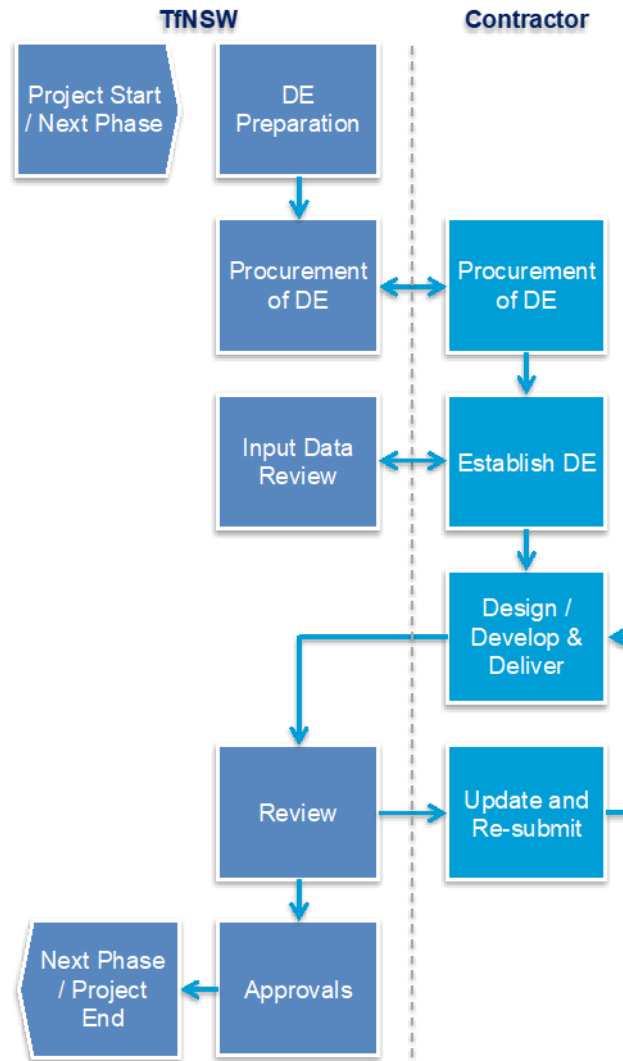 TfNSW
Contractor
Project Start
/ Next Phase
DE
Preparation
Procurement
of DE
Procurement
of DE
Input Data
Review
Establish DE
Design /
Develop &
Deliver
Review
Update and
Re-submit
Next Phase
/ Project
End
Approvals